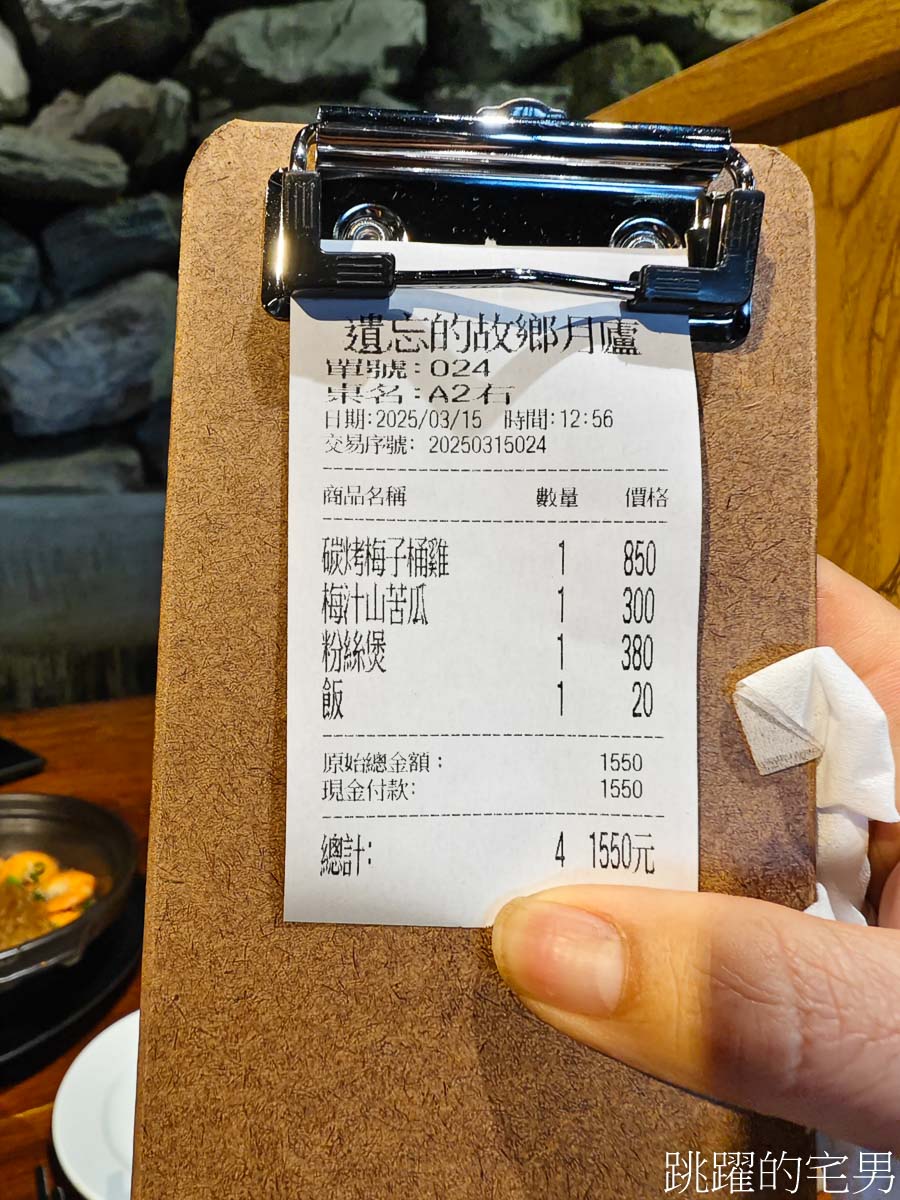 遺忘的故鄉月廬
單號:024
桌名:A2右
日期:2025/03/15 時間:12:56
交易序號: 20250315024
商品名稱 數量 價格
碳烤梅子桶雞 1 850
梅汁山苦瓜 1 300
粉絲煲 1 380
飯 1 20
原始總金額: 1550
現金付款: 1550
總計: 4 1550元
跳躍的宅男